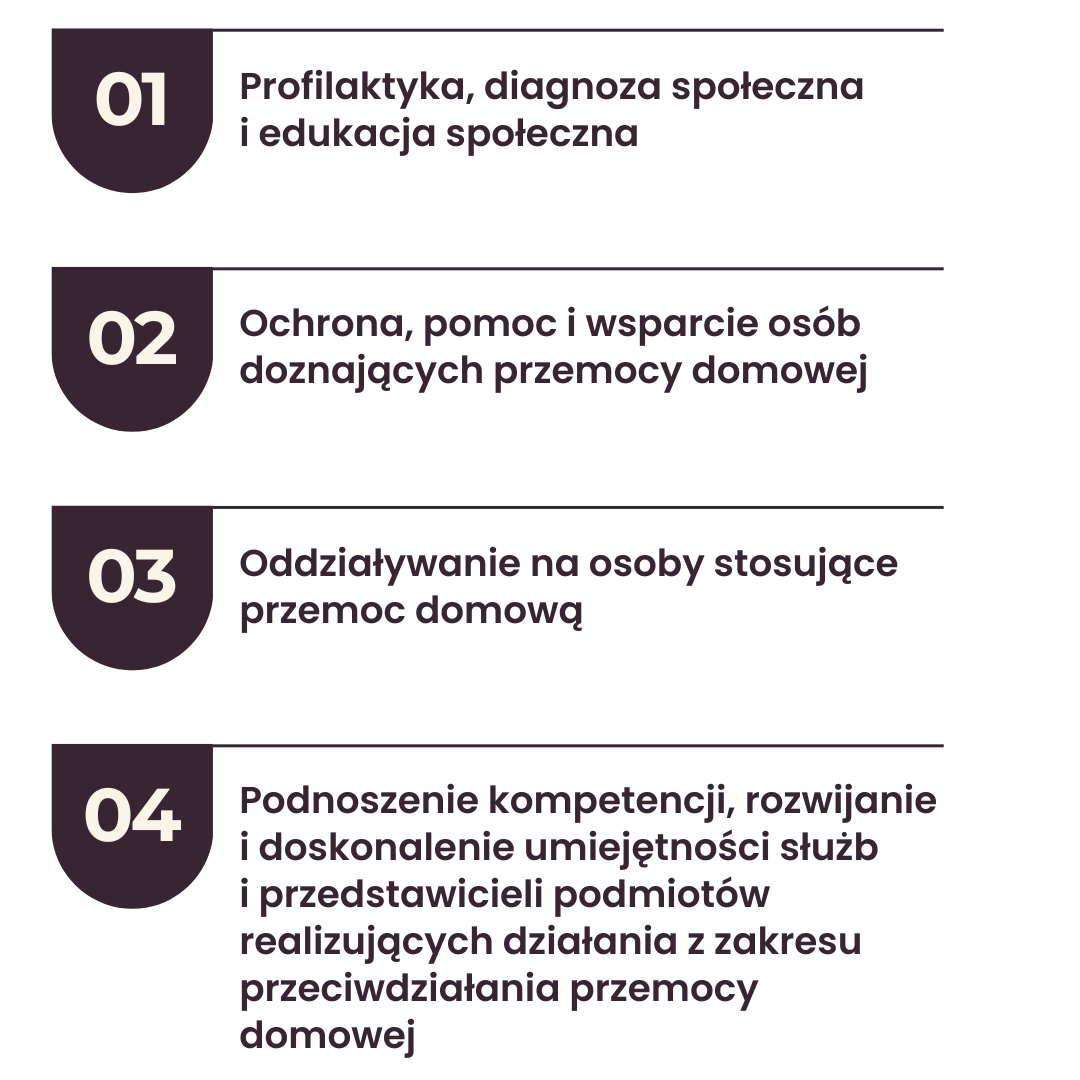 01
Profilaktyka, diagnoza społeczna
i edukacja społeczna
02
Ochrona, pomoc i wsparcie osób
doznających przemocy domowej
03
Oddziaływanie na osoby stosujące
przemoc domową
04
Podnoszenie kompetencji, rozwijanie
i doskonalenie umiejętności służb
i przedstawicieli podmiotów
realizujących działania z zakresu
przeciwdziałania przemocy
domowej